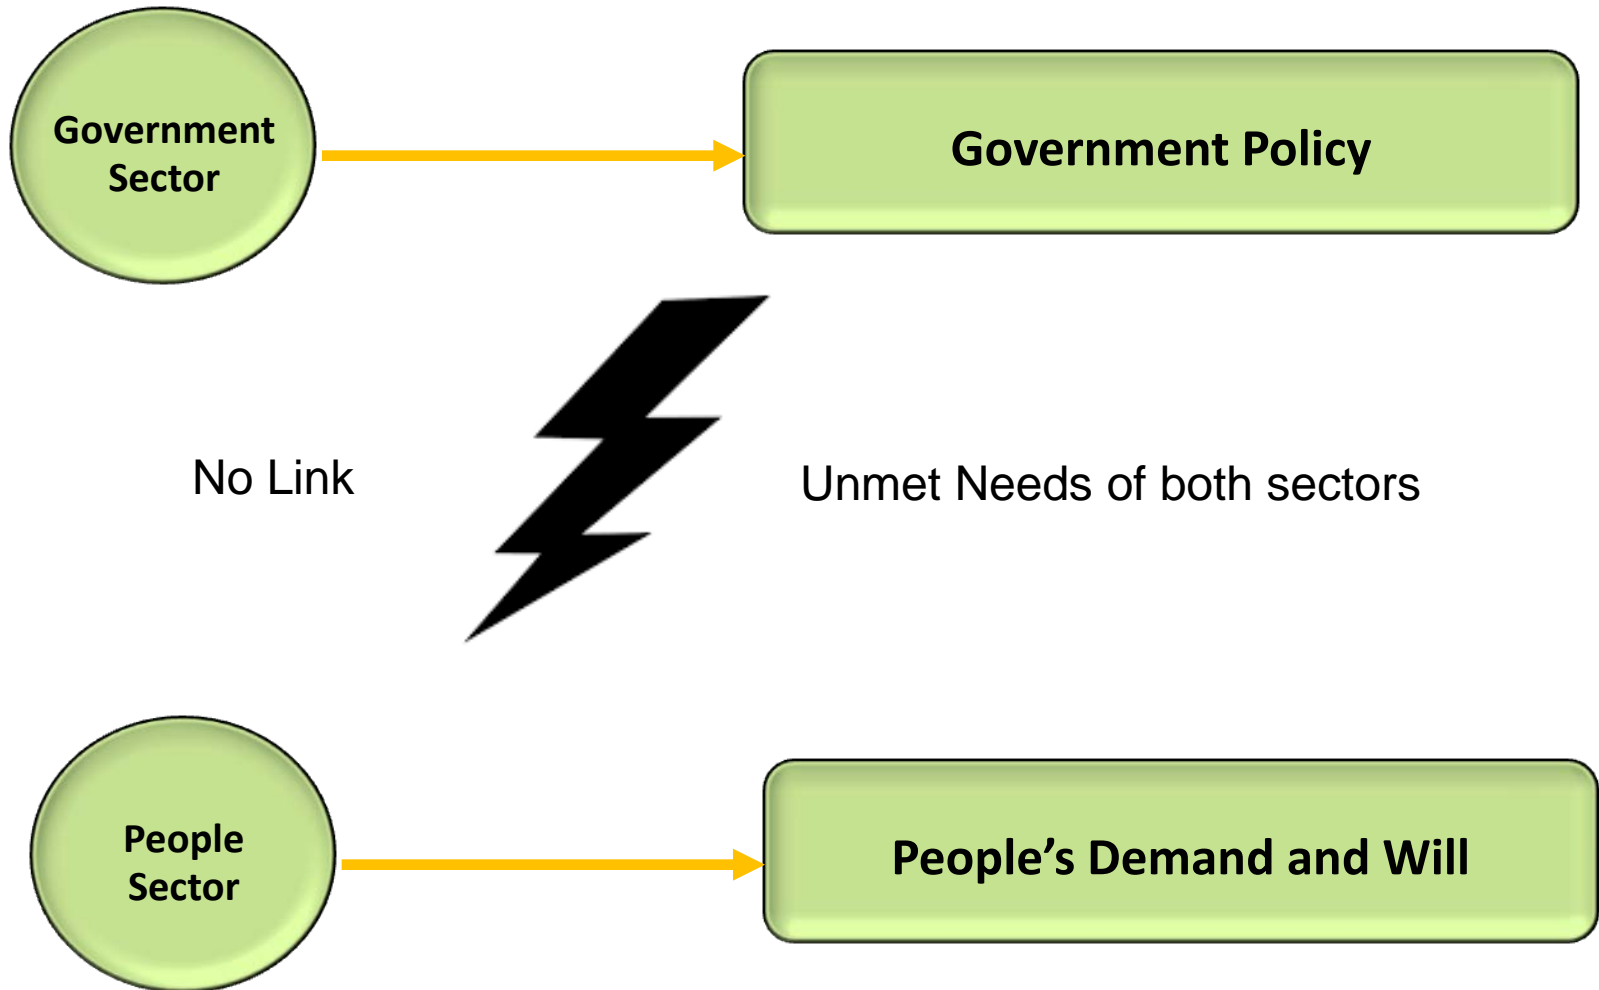 Government
Sector
Government Policy
No Link
Unmet Needs of both sectors
People
Sector
People’s Demand and Will